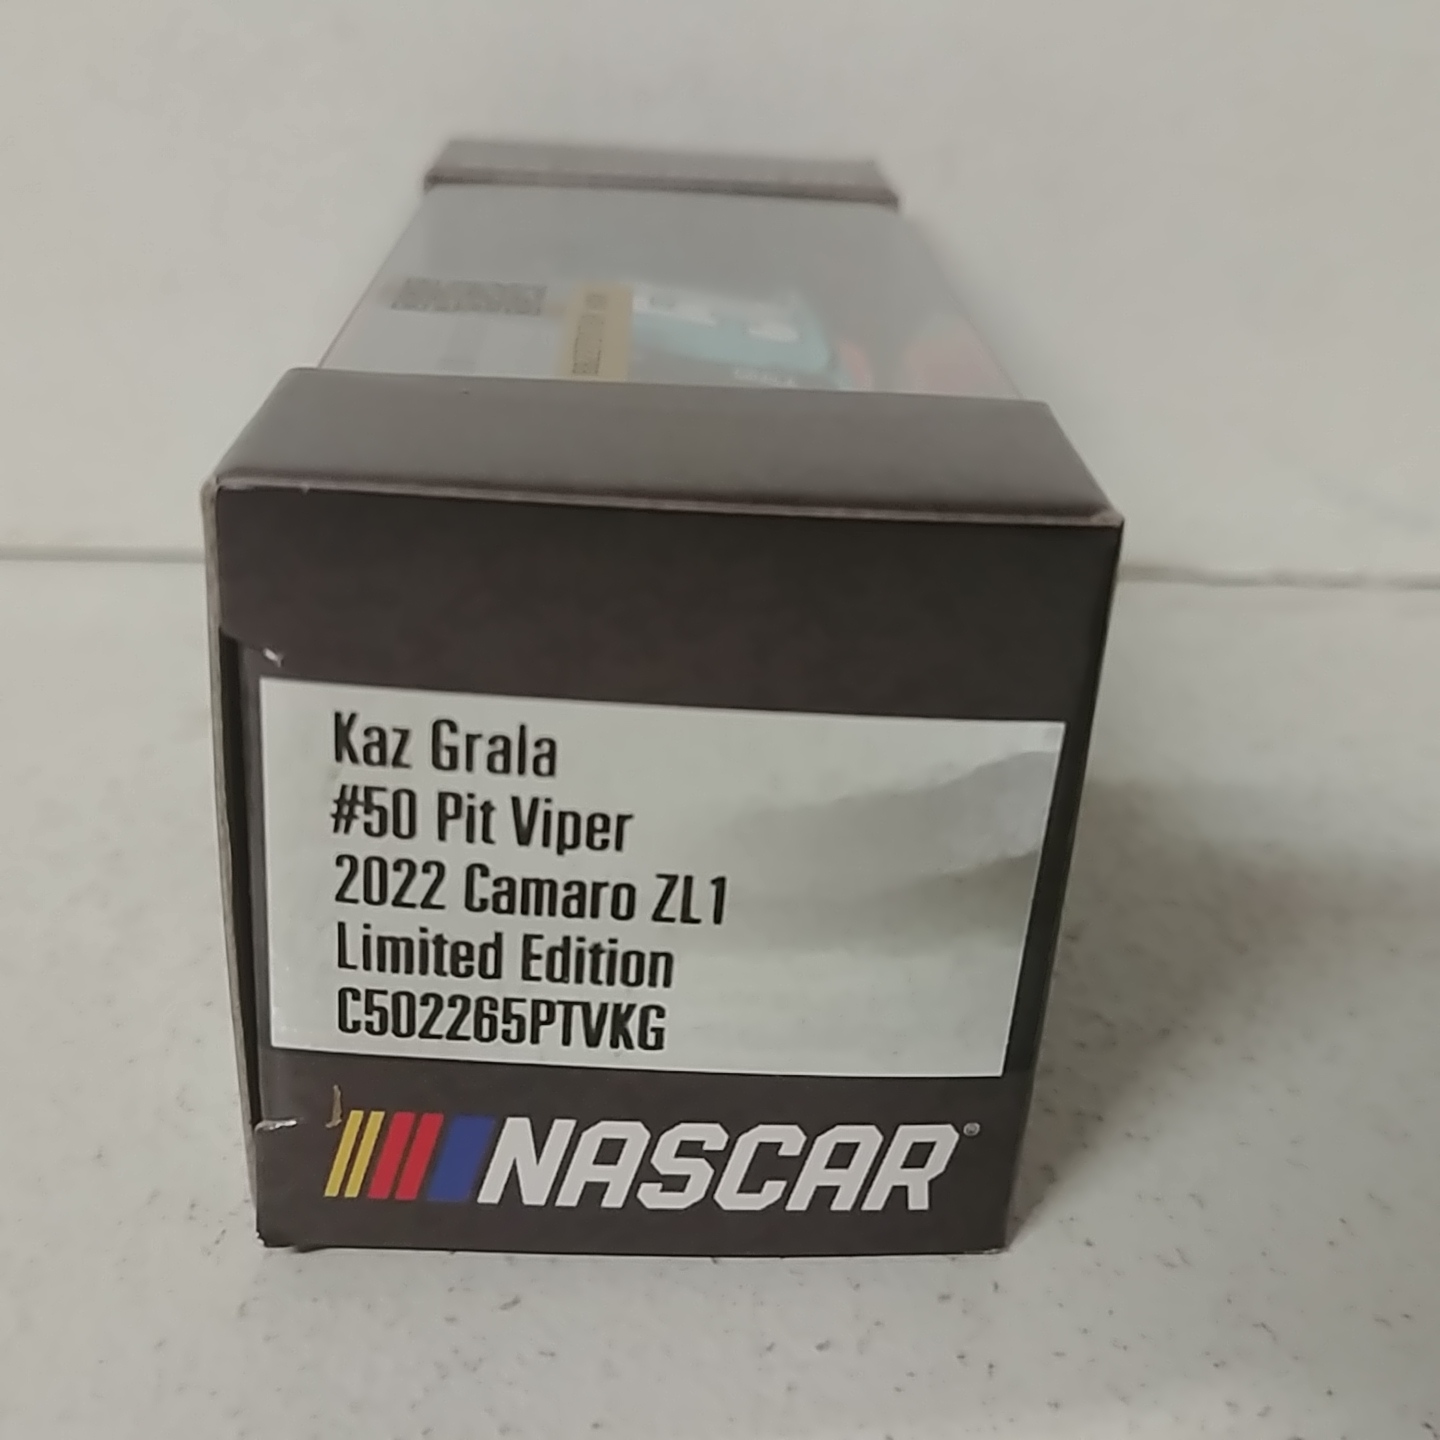 Kaz Grala
#50 Pit Viper
2022 Camaro ZL1
Limited Edition
C502265PTVKG
NASCAR®